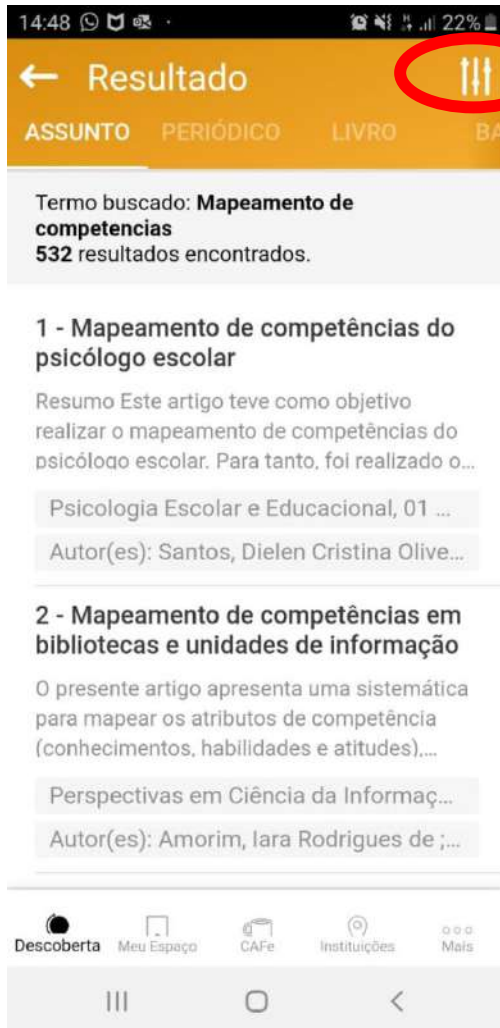 14:48 22%
Resultado
ASSUNTO PERIÓDICO LIVRO BA
Termo buscado: Mapeamento de
competencias
532 resultados encontrados.
1 - Mapeamento de competências do
psicólogo escolar
Resumo Este artigo teve como objetivo
realizar o mapeamento de competências do
psicólogo escolar. Para tanto, foi realizado o...
Psicologia Escolar e Educacional, 01 ...
Autor(es): Santos, Dielen Cristina Olive...
2 - Mapeamento de competências em
bibliotecas e unidades de informação
O presente artigo apresenta uma sistemática
para mapear os atributos de competência
(conhecimentos, habilidades e atitudes),...
Perspectivas em Ciência da Informaç...
Autor(es): Amorim, Iara Rodrigues de ;...
Descoberta Meu Espaço CAFe Instituições Mais